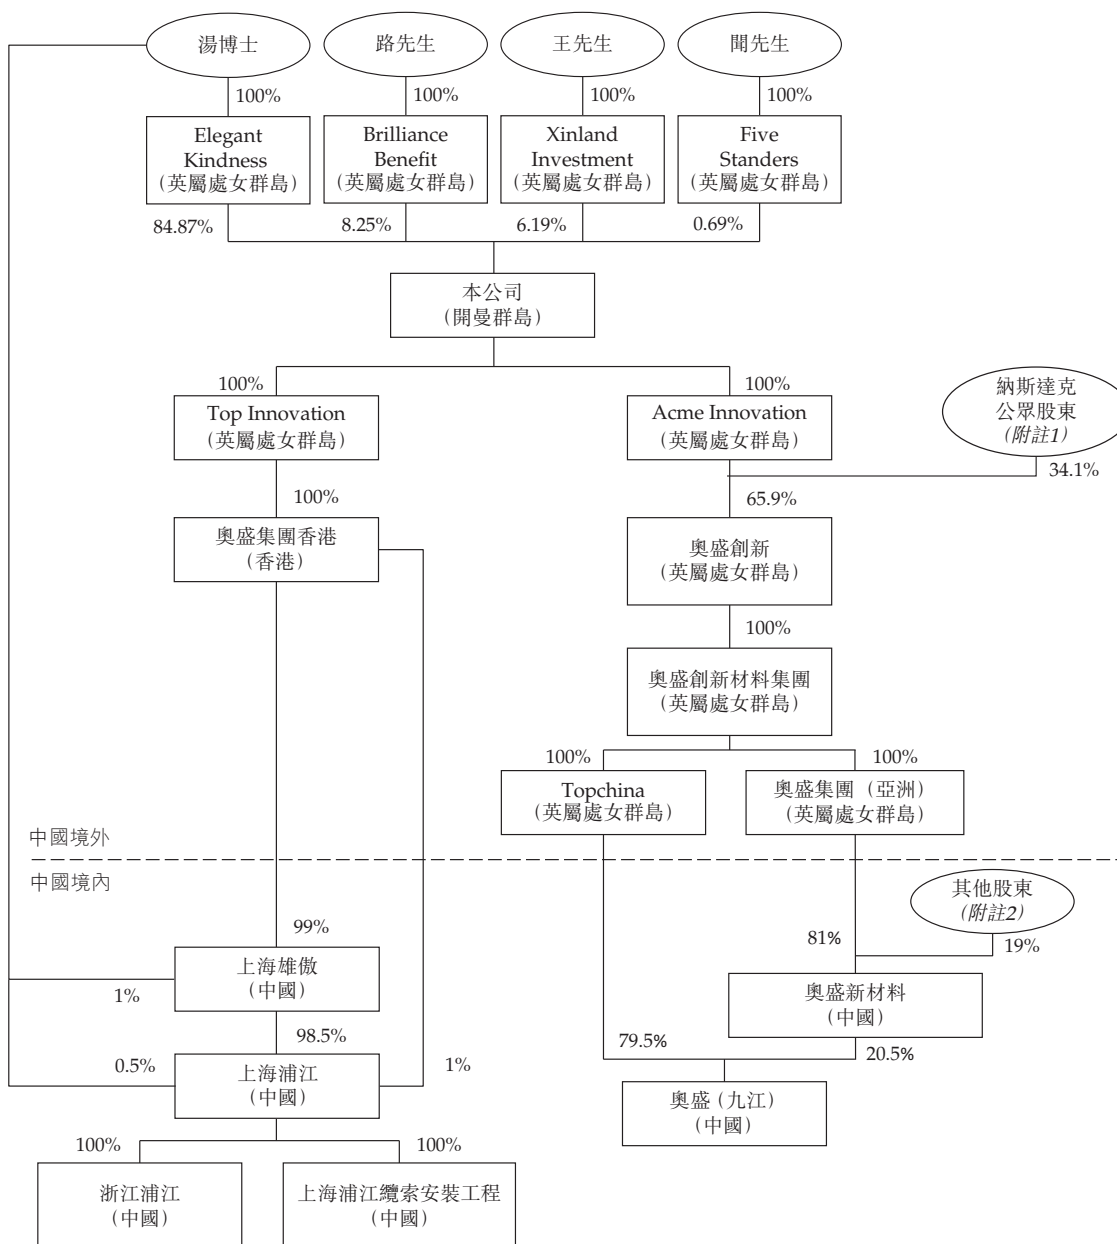 湯博士
路先生
王先生
聞先生
100%
100%
100%
100%
Elegant
Kindness
(英屬處女群島)
Brilliance
Benefit
(英屬處女群島)
Xinland
Investment
(英屬處女群島)
Five
Standers
(英屬處女群島)
84.87%
8.25%
6.19%
0.69%
本公司
(開曼群島)
100%
100%
Top Innovation
(英屬處女群島)
Acme Innovation
(英屬處女群島)
納斯達克
公眾股東
(附註1)
34.1%
100%
65.9%
奧盛集團香港
(香港)
奧盛創新
(英屬處女群島)
100%
奧盛創新材料集團
(英屬處女群島)
100%
100%
Topchina
(英屬處女群島)
奧盛集團(亞洲)
(英屬處女群島)
中國境外
中國境內
其他股東
(附註2)
99%
81%
19%
上海雄傲
(中國)
1%
奧盛新材料
(中國)
98.5%
79.5%
20.5%
0.5%
上海浦江
(中國)
1%
奧盛(九江)
(中國)
100%
100%
浙江浦江
(中國)
上海浦江纜索安裝工程
(中國)